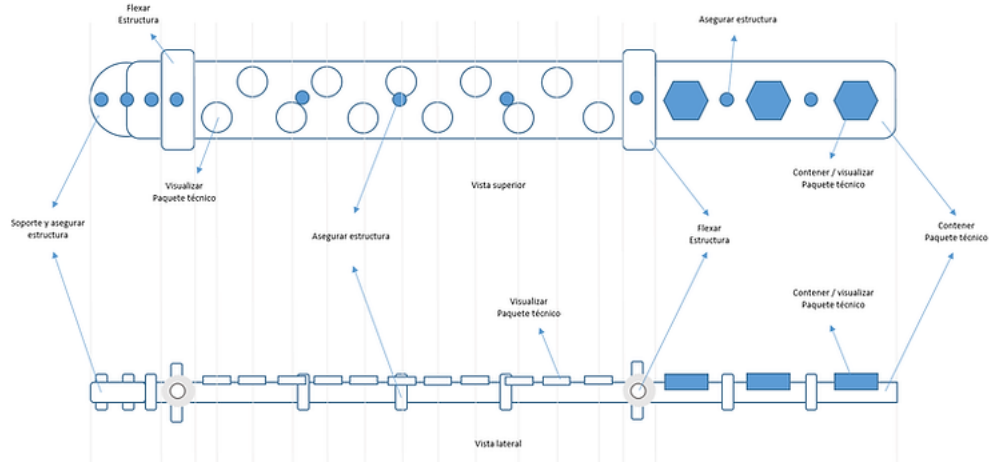 Flexar
Estructura
Asegurar estructura
Visualizar
Paquete técnico
Vista superior
Contener / visualizar
Paquete técnico
Soporte y asegurar
estructura
Asegurar estructura
Flexar
Estructura
Contener
Paquete técnico
Visualizar
Paquete técnico
Contener / visualizar
Paquete técnico
Vista lateral